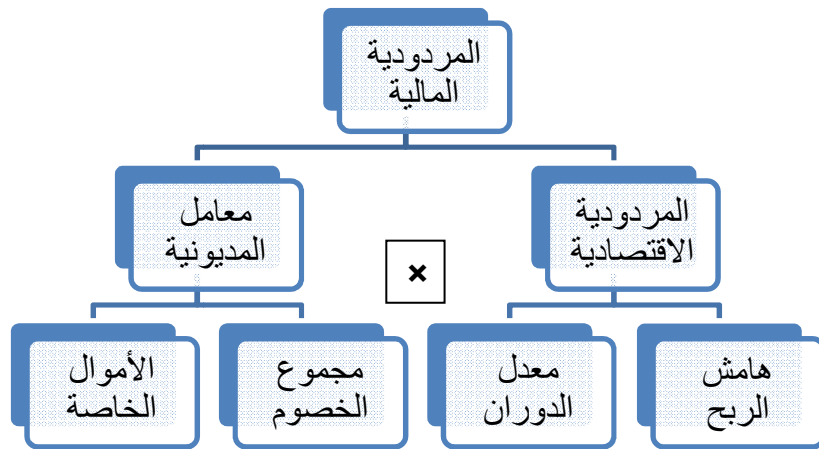 المردودية
المالية
المردودية
الاقتصادية
×
معامل
المديونية
هامش
الربح
معدل
الدوران
مجموع
الخصوم
الأموال
الخاصة